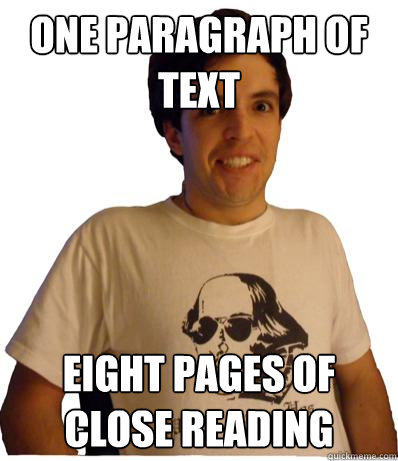 ONE PARAGRAPH OF
TEXT
EIGHT PAGES OF
CLOSE READING
quickmeme.com